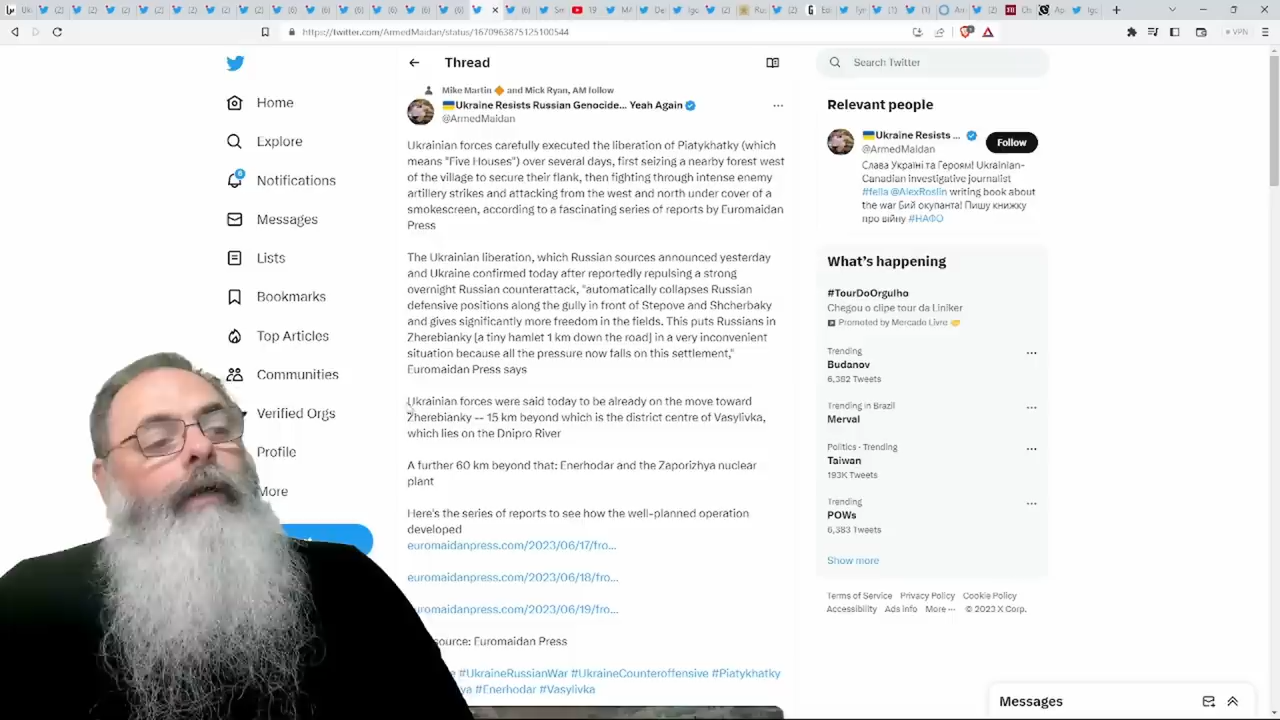 https://twitter.com/ArmedMaidan/status/1670963875125100544
VPN
Home
Explore
6
Notifications
Messages
Lists
Bookmarks
Top Articles
Communities
Verified Orgs
Profile
More
Thread
Mike Martin 🔶 and Mick Ryan, AM follow
🇺🇦Ukraine Resists Russian Genocide... Yeah Again
@ArmedMaidan
Ukrainian forces carefully executed the liberation of Piatykhatky (which
means "Five Houses") over several days, first seizing a nearby forest west
of the village to secure their flank, then fighting through intense enemy
artillery strikes and attacking from the west and north under cover of a
smokescreen, according to a fascinating series of reports by Euromaidan
Press
The Ukrainian liberation, which Russian sources announced yesterday
and Ukraine confirmed today after reportedly repulsing a strong
overnight Russian counterattack, "automatically collapses Russian
defensive positions along the gully in front of Stepove and Shcherbaky
and gives significantly more freedom in the fields. This puts Russians in
Zherebianky [a tiny hamlet 1 km down the road] in a very inconvenient
situation because all the pressure now falls on this settlement,"
Euromaidan Press says
Ukrainian forces were said today to be already on the move toward
Zherebianky -- 15 km beyond which is the district centre of Vasylivka,
which lies on the Dnipro River
A further 60 km beyond that: Enerhodar and the Zaporizhya nuclear
plant
Here's the series of reports to see how the well-planned operation
developed
euromaidanpress.com/2023/06/17/fro...
euromaidanpress.com/2023/06/18/fro...
euromaidanpress.com/2023/06/19/fro...
source: Euromaidan Press
#UkraineRussianWar #UkraineCounteroffensive #Piatykhatky
#Enerhodar #Vasylivka
Search Twitter
Relevant people
🇺🇦Ukraine Resists ...
@ArmedMaidan
Follow
Слава Україні та Героям! Ukrainian-
Canadian investigative journalist
#fella @AlexRoslin writing book about
the war Бий окупанта! Пишу книжку
про війну #НАФО
What's happening
#TourDoOrgulho
Chegou o clipe tour da Liniker
Promoted by Mercado Livre 🤝
Trending
Budanov
6,382 Tweets
Trending in Brazil
Merval
Politics · Trending
Taiwan
193K Tweets
Trending
POWs
6,383 Tweets
Show more
Terms of Service Privacy Policy Cookie Policy
Accessibility Ads info More ··· © 2023 X Corp.
Messages